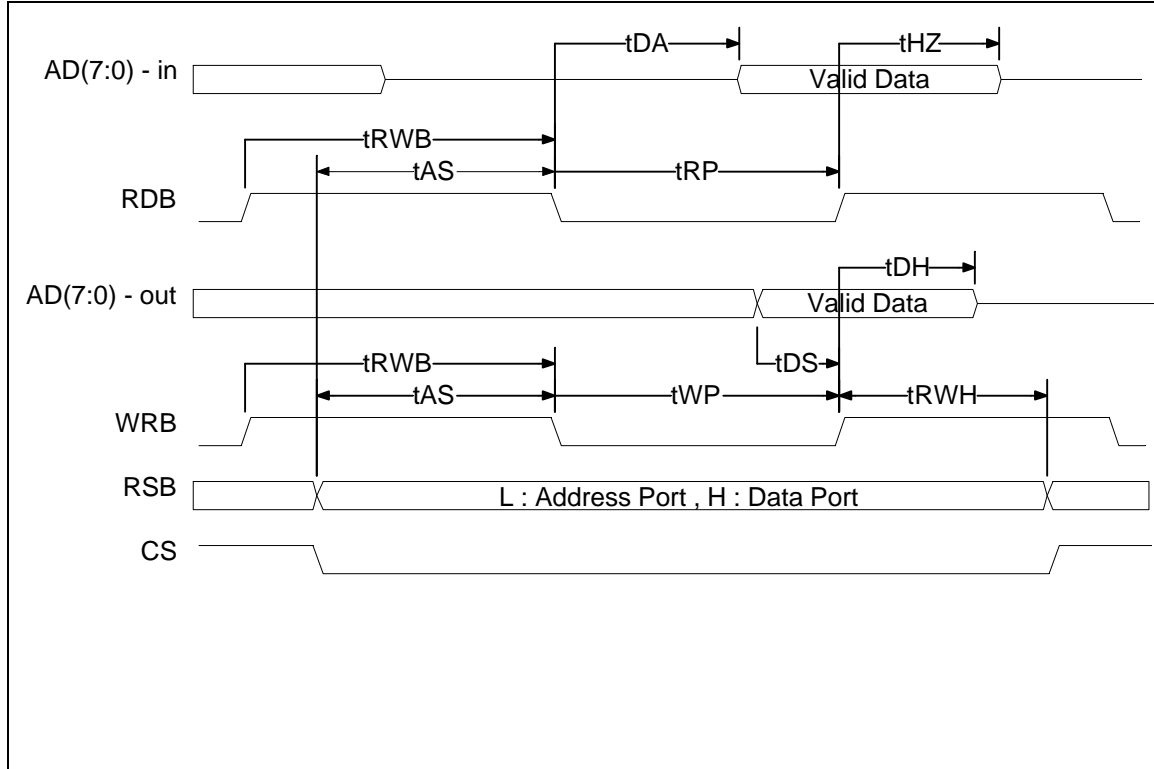 tDA tHZ
AD(7:0) - in Valid Data
tRWB
tAS tRP
RDB
tDH
AD(7:0) - out Valid Data
tRWB tDS
tAS tWP tRWH
WRB
RSB L : Address Port , H : Data Port
CS